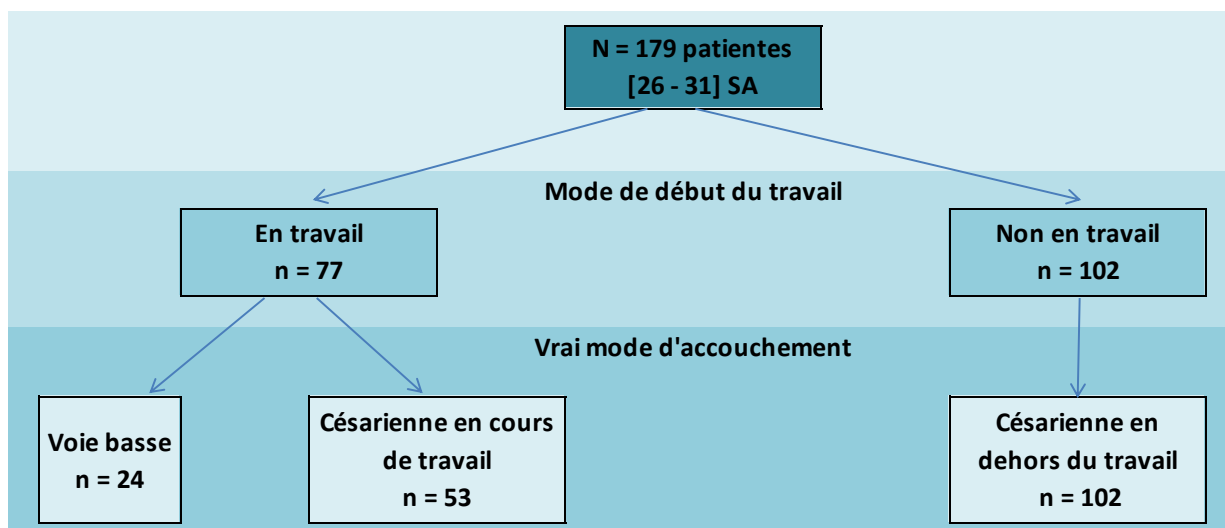 N = 179 patientes
[26 - 31] SA
Mode de début du travail
En travail
n = 77
Non en travail
n = 102
Vrai mode d'accouchement
Voie basse
n = 24
Césarienne en cours
de travail
n = 53
Césarienne en
dehors du travail
n = 102